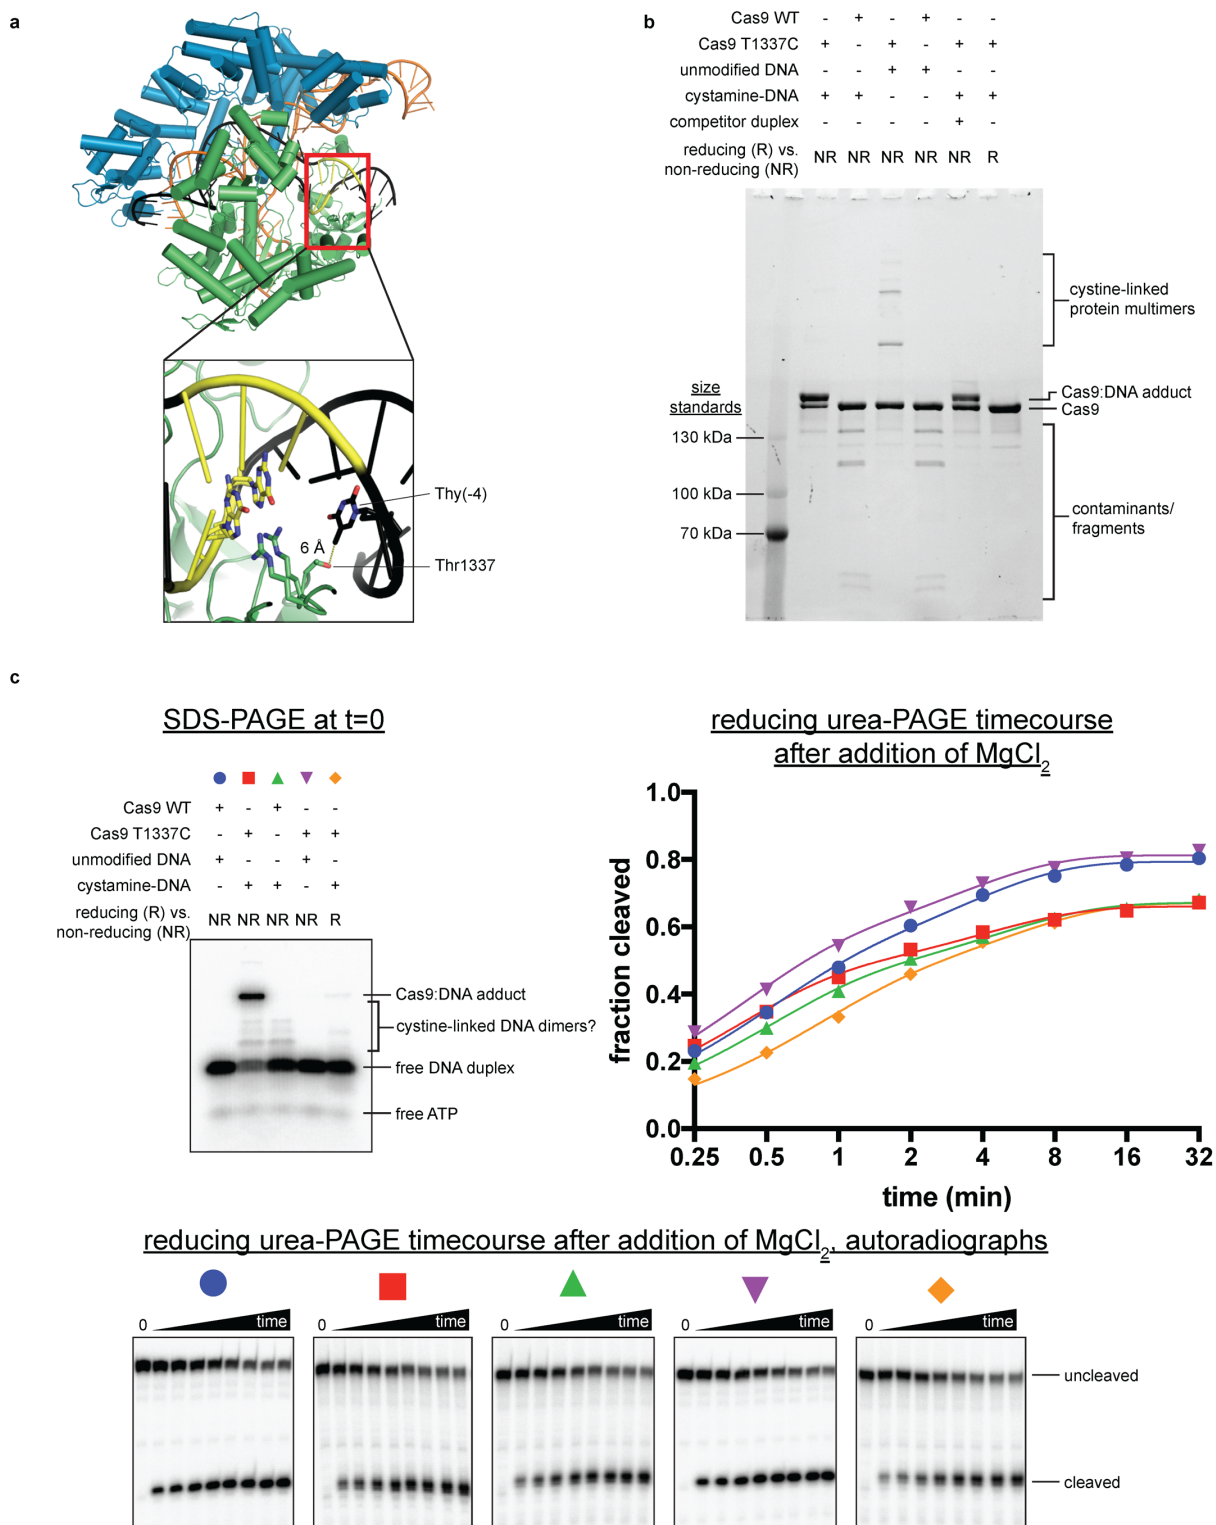 a
6 Å
Thy(-4)
Thr1337
b
Cas9 WT - + - + - -
Cas9 T1337C + - + - + +
unmodified DNA - - + + - -
cystamine-DNA + + - - + +
competitor duplex - - - - + -
reducing (R) vs.
non-reducing (NR) NR NR NR NR NR R
cystine-linked
protein multimers
size
standards
Cas9:DNA adduct
Cas9
130 kDa
100 kDa
70 kDa
contaminants/
fragments
c
SDS-PAGE at t=0
Cas9 WT + - + - -
Cas9 T1337C - + - + +
unmodified DNA + - - + -
cystamine-DNA - + + - +
reducing (R) vs.
non-reducing (NR) NR NR NR NR R
Cas9:DNA adduct
cystine-linked DNA dimers?
free DNA duplex
free ATP
reducing urea-PAGE timecourse
after addition of MgCl2
fraction cleaved
1.0
0.8
0.6
0.4
0.2
0.0
0.25 0.5 1 2 4 8 16 32
time (min)
reducing urea-PAGE timecourse after addition of MgCl2, autoradiographs
0 time 0 time 0 time 0 time 0 time
uncleaved
cleaved